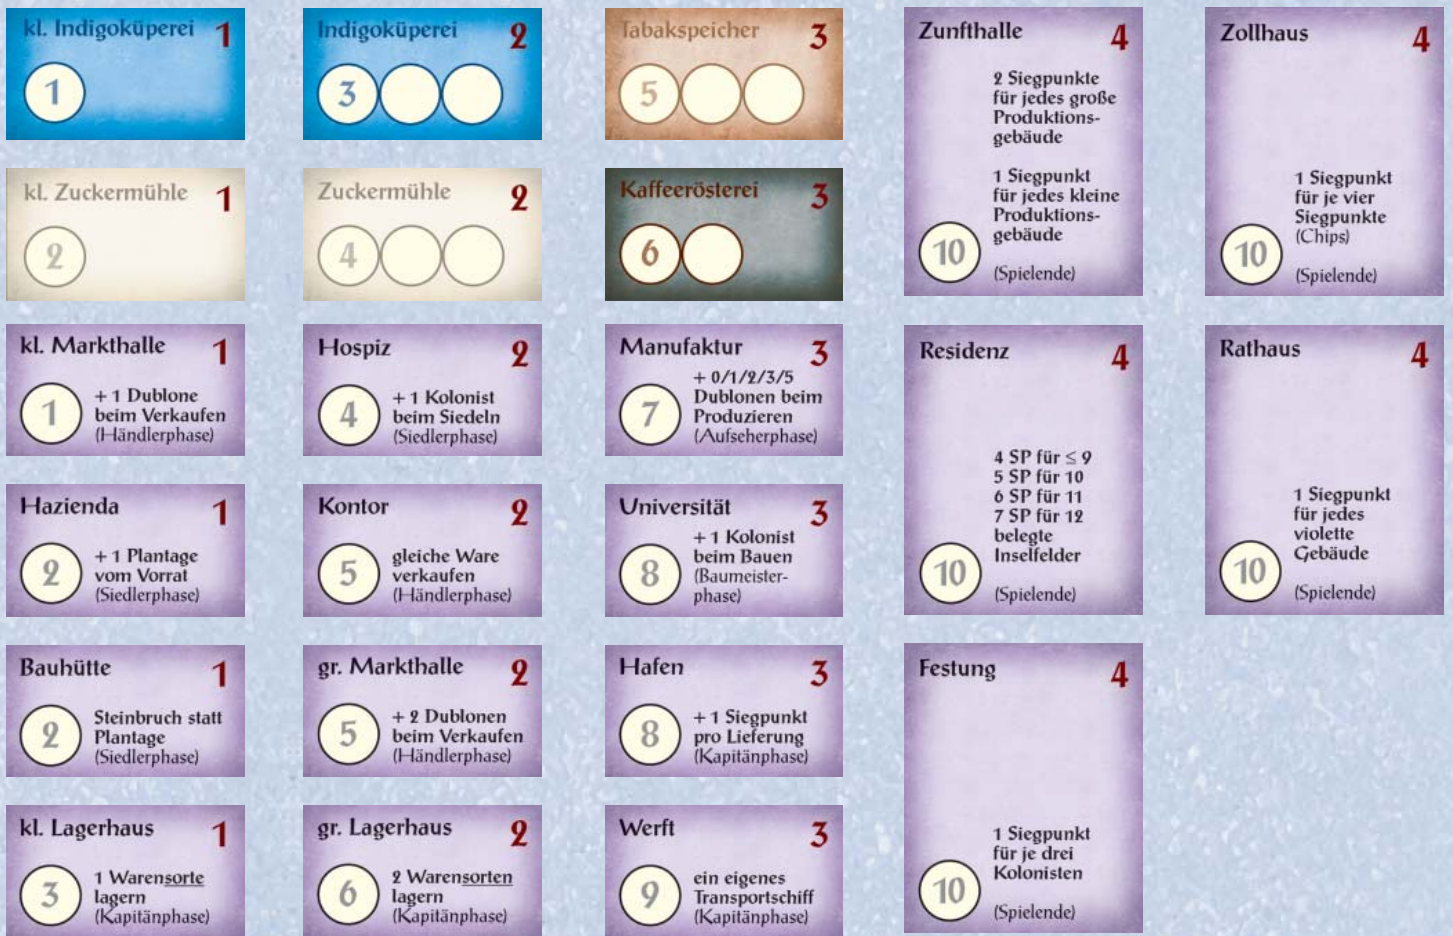 kl. Indigoküperei 1
1
Indigoküperei 2
3
Tabakspeicher 3
5
Zunfthalle 4
2 Siegpunkte
für jedes große
Produktions-
gebäude
1 Siegpunkt
für jedes kleine
Produktions-
gebäude
10
(Spielende)
Zollhaus 4
1 Siegpunkt
für je vier
Siegpunkte
(Chips)
10
(Spielende)
kl. Zuckermühle 1
2
Zuckermühle 2
4
Kaffeerösterei 3
6
kl. Markthalle 1
1
+ 1 Dublone
beim Verkaufen
(Händlerphase)
Hospiz 2
4
+ 1 Kolonist
beim Siedeln
(Siedlerphase)
Manufaktur 3
7
+ 0/1/2/3/5
Dublonen beim
Produzieren
(Aufseherphase)
Residenz 4
4 SP für ≤ 9
5 SP für 10
6 SP für 11
7 SP für 12
belegte
Inselfelder
10
(Spielende)
Rathaus 4
1 Siegpunkt
für jedes
violette
Gebäude
10
(Spielende)
Hazienda 1
2
+ 1 Plantage
vom Vorrat
(Siedlerphase)
Kontor 2
5
gleiche Ware
verkaufen
(Händlerphase)
Universität 3
8
+ 1 Kolonist
beim Bauen
(Baumeister-
phase)
Bauhütte 1
2
Steinbruch statt
Plantage
(Siedlerphase)
gr. Markthalle 2
5
+ 2 Dublonen
beim Verkaufen
(Händlerphase)
Hafen 3
8
+ 1 Siegpunkt
pro Lieferung
(Kapitänphase)
Festung 4
1 Siegpunkt
für je drei
Kolonisten
10
(Spielende)
kl. Lagerhaus 1
3
1 Warensorte
lagern
(Kapitänphase)
gr. Lagerhaus 2
6
2 Warensorten
lagern
(Kapitänphase)
Werft 3
9
ein eigenes
Transportschiff
(Kapitänphase)